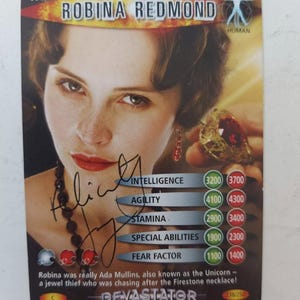 ROBINA REDMOND
HUMAN
Felicity
INTELLIGENCE 3200 3700
AGILITY 4100 4300
STAMINA 2900 3400
SPECIAL ABILITIES 1900 2300
FEAR FACTOR 1100 1400
Robina was really Ada Mullins, also known as the Unicorn –
a jewel thief who was chasing after the Firestone necklace!
DEVASTATOR